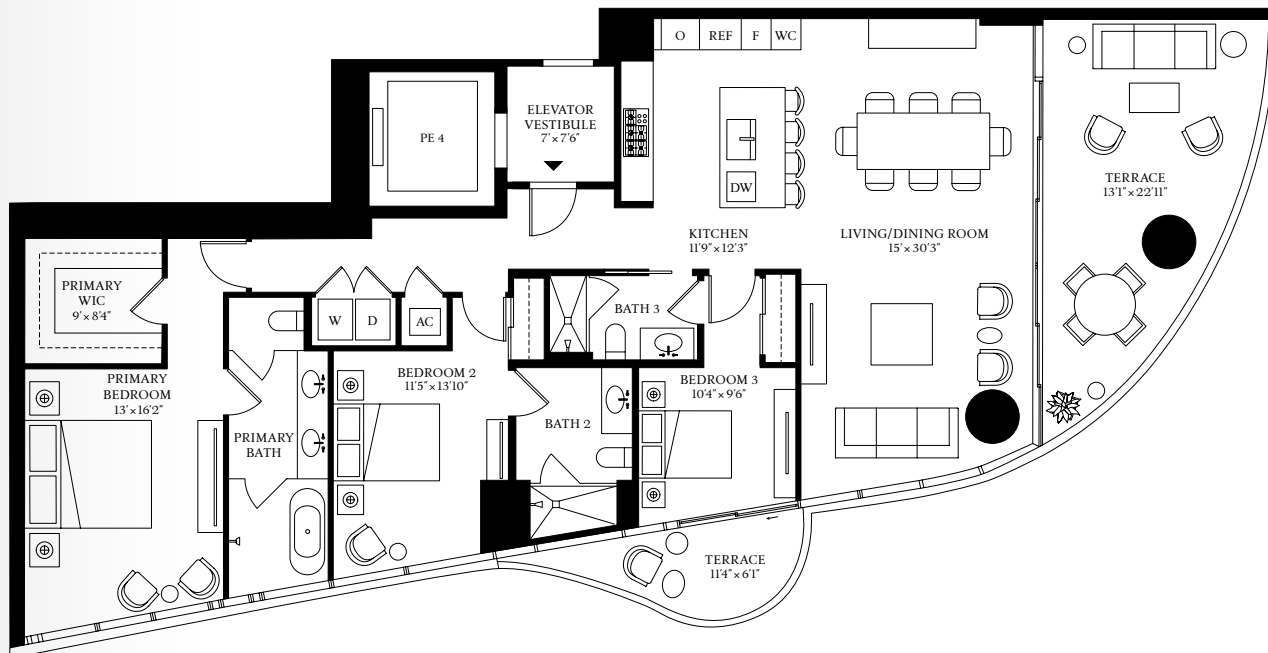 O
REF
F
WC
PE 4
ELEVATOR
VESTIBULE
7' × 7'6"
DW
TERRACE
13'1" × 22'11"
KITCHEN
11'9" × 12'3"
LIVING/DINING ROOM
15' × 30'3"
PRIMARY
WIC
9' × 8'4"
W
D
AC
BATH 3
PRIMARY
BEDROOM
13' × 16'2"
BEDROOM 2
11'5" × 13'10"
BEDROOM 3
10'4" × 9'6"
PRIMARY
BATH
BATH 2
TERRACE
11'4" × 6'1"